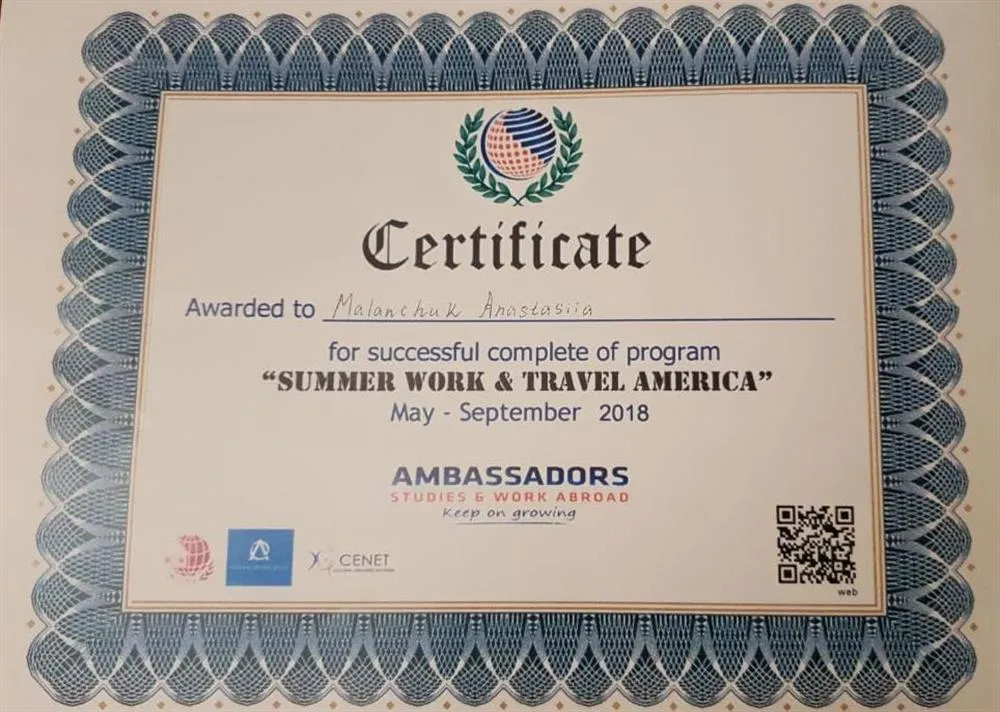 Certificate
Awarded to Malanchuk Anastasiia
for successful complete of program
“SUMMER WORK & TRAVEL AMERICA”
May - September 2018
AMBASSADORS
STUDIES & WORK ABROAD
Keep on growing
CENET
web